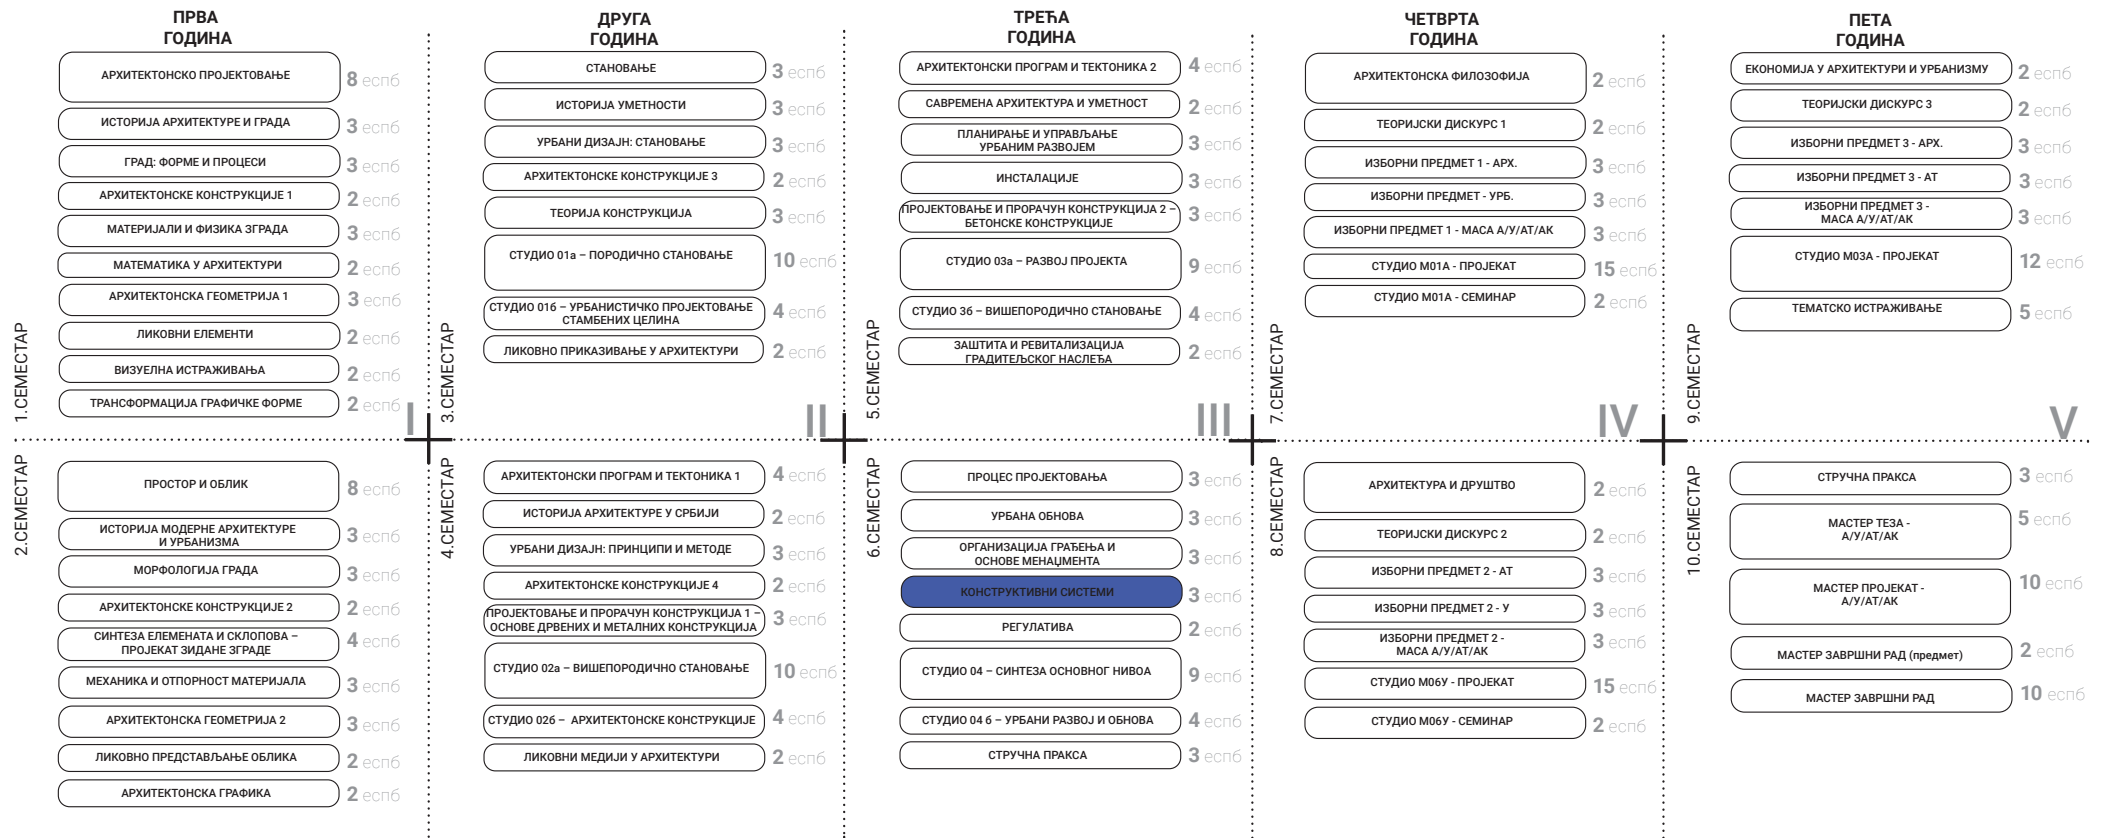 ПРВА
ГОДИНА
1.СЕМЕСТАР
АРХИТЕКТОНСКО ПРОЈЕКТОВАЊЕ 8 еспб
ИСТОРИЈА АРХИТЕКТУРЕ И ГРАДА 3 еспб
ГРАД: ФОРМЕ И ПРОЦЕСИ 3 еспб
АРХИТЕКТОНСКЕ КОНСТРУКЦИЈЕ 1 2 еспб
МАТЕРИЈАЛИ И ФИЗИКА ЗГРАДА 3 еспб
МАТЕМАТИКА У АРХИТЕКТУРИ 2 еспб
АРХИТЕКТОНСКА ГЕОМЕТРИЈА 1 3 еспб
ЛИКОВНИ ЕЛЕМЕНТИ 2 еспб
ВИЗУЕЛНА ИСТРАЖИВАЊА 2 еспб
ТРАНСФОРМАЦИЈА ГРАФИЧКЕ ФОРМЕ 2 еспб
I
2.СЕМЕСТАР
ПРОСТОР И ОБЛИК 8 еспб
ИСТОРИЈА МОДЕРНЕ АРХИТЕКТУРЕ
И УРБАНИЗМА 3 еспб
МОРФОЛОГИЈА ГРАДА 3 еспб
АРХИТЕКТОНСКЕ КОНСТРУКЦИЈЕ 2 2 еспб
СИНТЕЗА ЕЛЕМЕНАТА И СКЛОПОВА –
ПРОЈЕКАТ ЗИДАНЕ ЗГРАДЕ 4 еспб
МЕХАНИКА И ОТПОРНОСТ МАТЕРИЈАЛА 3 еспб
АРХИТЕКТОНСКА ГЕОМЕТРИЈА 2 3 еспб
ЛИКОВНО ПРЕДСТАВЉАЊЕ ОБЛИКА 2 еспб
АРХИТЕКТОНСКА ГРАФИКА 2 еспб
ДРУГА
ГОДИНА
3.СЕМЕСТАР
СТАНОВАЊЕ 3 еспб
ИСТОРИЈА УМЕТНОСТИ 3 еспб
УРБАНИ ДИЗАЈН: СТАНОВАЊЕ 3 еспб
АРХИТЕКТОНСКЕ КОНСТРУКЦИЈЕ 3 2 еспб
ТЕОРИЈА КОНСТРУКЦИЈА 3 еспб
СТУДИО 01а – ПОРОДИЧНО СТАНОВАЊЕ 10 еспб
СТУДИО 01б – УРБАНИСТИЧКО ПРОЈЕКТОВАЊЕ
СТАМБЕНИХ ЦЕЛИНА 4 еспб
ЛИКОВНО ПРИКАЗИВАЊЕ У АРХИТЕКТУРИ 2 еспб
II
4.СЕМЕСТАР
АРХИТЕКТОНСКИ ПРОГРАМ И ТЕКТОНИКА 1 4 еспб
ИСТОРИЈА АРХИТЕКТУРЕ У СРБИЈИ 2 еспб
УРБАНИ ДИЗАЈН: ПРИНЦИПИ И МЕТОДЕ 3 еспб
АРХИТЕКТОНСКЕ КОНСТРУКЦИЈЕ 4 2 еспб
ПРОЈЕКТОВАЊЕ И ПРОРАЧУН КОНСТРУКЦИЈА 1 –
ОСНОВЕ ДРВЕНИХ И МЕТАЛНИХ КОНСТРУКЦИЈА 3 еспб
СТУДИО 02а – ВИШЕПОРОДИЧНО СТАНОВАЊЕ 10 еспб
СТУДИО 02б – АРХИТЕКТОНСКЕ КОНСТРУКЦИЈЕ 4 еспб
ЛИКОВНИ МЕДИЈИ У АРХИТЕКТУРИ 2 еспб
ТРЕЋА
ГОДИНА
5.СЕМЕСТАР
АРХИТЕКТОНСКИ ПРОГРАМ И ТЕКТОНИКА 2 4 еспб
САВРЕМЕНА АРХИТЕКТУРА И УМЕТНОСТ 2 еспб
ПЛАНИРАЊЕ И УПРАВЉАЊЕ
УРБАНИМ РАЗВОЈЕМ 3 еспб
ИНСТАЛАЦИЈЕ 3 еспб
ПРОЈЕКТОВАЊЕ И ПРОРАЧУН КОНСТРУКЦИЈА 2 –
БЕТОНСКЕ КОНСТРУКЦИЈЕ 3 еспб
СТУДИО 03а – РАЗВОЈ ПРОЈЕКТА 9 еспб
СТУДИО 3б – ВИШЕПОРОДИЧНО СТАНОВАЊЕ 4 еспб
ЗАШТИТА И РЕВИТАЛИЗАЦИЈА
ГРАДИТЕЉСКОГ НАСЛЕЂА 2 еспб
III
6.СЕМЕСТАР
ПРОЦЕС ПРОЈЕКТОВАЊА 3 еспб
УРБАНА ОБНОВА 3 еспб
ОРГАНИЗАЦИЈА ГРАЂЕЊА И
ОСНОВЕ МЕНАЏМЕНТА 3 еспб
КОНСТРУКТИВНИ СИСТЕМИ 3 еспб
РЕГУЛАТИВА 2 еспб
СТУДИО 04 – СИНТЕЗА ОСНОВНОГ НИВОА 9 еспб
СТУДИО 04 б – УРБАНИ РАЗВОЈ И ОБНОВА 4 еспб
СТРУЧНА ПРАКСА 3 еспб
ЧЕТВРТА
ГОДИНА
7.СЕМЕСТАР
АРХИТЕКТОНСКА ФИЛОЗОФИЈА 2 еспб
ТЕОРИЈСКИ ДИСКУРС 1 2 еспб
ИЗБОРНИ ПРЕДМЕТ 1 - АРХ. 3 еспб
ИЗБОРНИ ПРЕДМЕТ - УРБ. 3 еспб
ИЗБОРНИ ПРЕДМЕТ 1 - МАСА А/У/АТ/АК 3 еспб
СТУДИО М01А - ПРОЈЕКАТ 15 еспб
СТУДИО М01А - СЕМИНАР 2 еспб
IV
8.СЕМЕСТАР
АРХИТЕКТУРА И ДРУШТВО 2 еспб
ТЕОРИЈСКИ ДИСКУРС 2 2 еспб
ИЗБОРНИ ПРЕДМЕТ 2 - АТ 3 еспб
ИЗБОРНИ ПРЕДМЕТ 2 - У 3 еспб
ИЗБОРНИ ПРЕДМЕТ 2 -
МАСА А/У/АТ/АК 3 еспб
СТУДИО М06У - ПРОЈЕКАТ 15 еспб
СТУДИО М06У - СЕМИНАР 2 еспб
ПЕТА
ГОДИНА
9.СЕМЕСТАР
ЕКОНОМИЈА У АРХИТЕКТУРИ И УРБАНИЗМУ 2 еспб
ТЕОРИЈСКИ ДИСКУРС 3 2 еспб
ИЗБОРНИ ПРЕДМЕТ 3 - АРХ. 3 еспб
ИЗБОРНИ ПРЕДМЕТ 3 - АТ 3 еспб
ИЗБОРНИ ПРЕДМЕТ 3 -
МАСА А/У/АТ/АК 3 еспб
СТУДИО М03А - ПРОЈЕКАТ 12 еспб
ТЕМАТСКО ИСТРАЖИВАЊЕ 5 еспб
V
10.СЕМЕСТАР
СТРУЧНА ПРАКСА 3 еспб
МАСТЕР ТЕЗА -
А/У/АТ/АК 5 еспб
МАСТЕР ПРОЈЕКАТ -
А/У/АТ/АК 10 еспб
МАСТЕР ЗАВРШНИ РАД (предмет) 2 еспб
МАСТЕР ЗАВРШНИ РАД 10 еспб